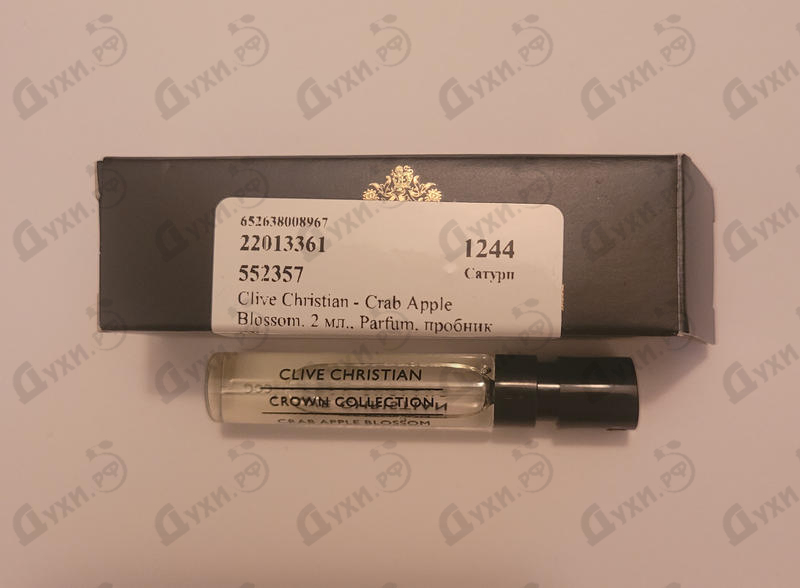 652638008967
22013361
1244
552357
Сатурн
Clive Christian - Crab Apple
Blossom. 2 мл., Parfum, пробник
CLIVE CHRISTIAN
CROWN COLLECTION
CRAB APPLE BLOSSOM
Духи.рф